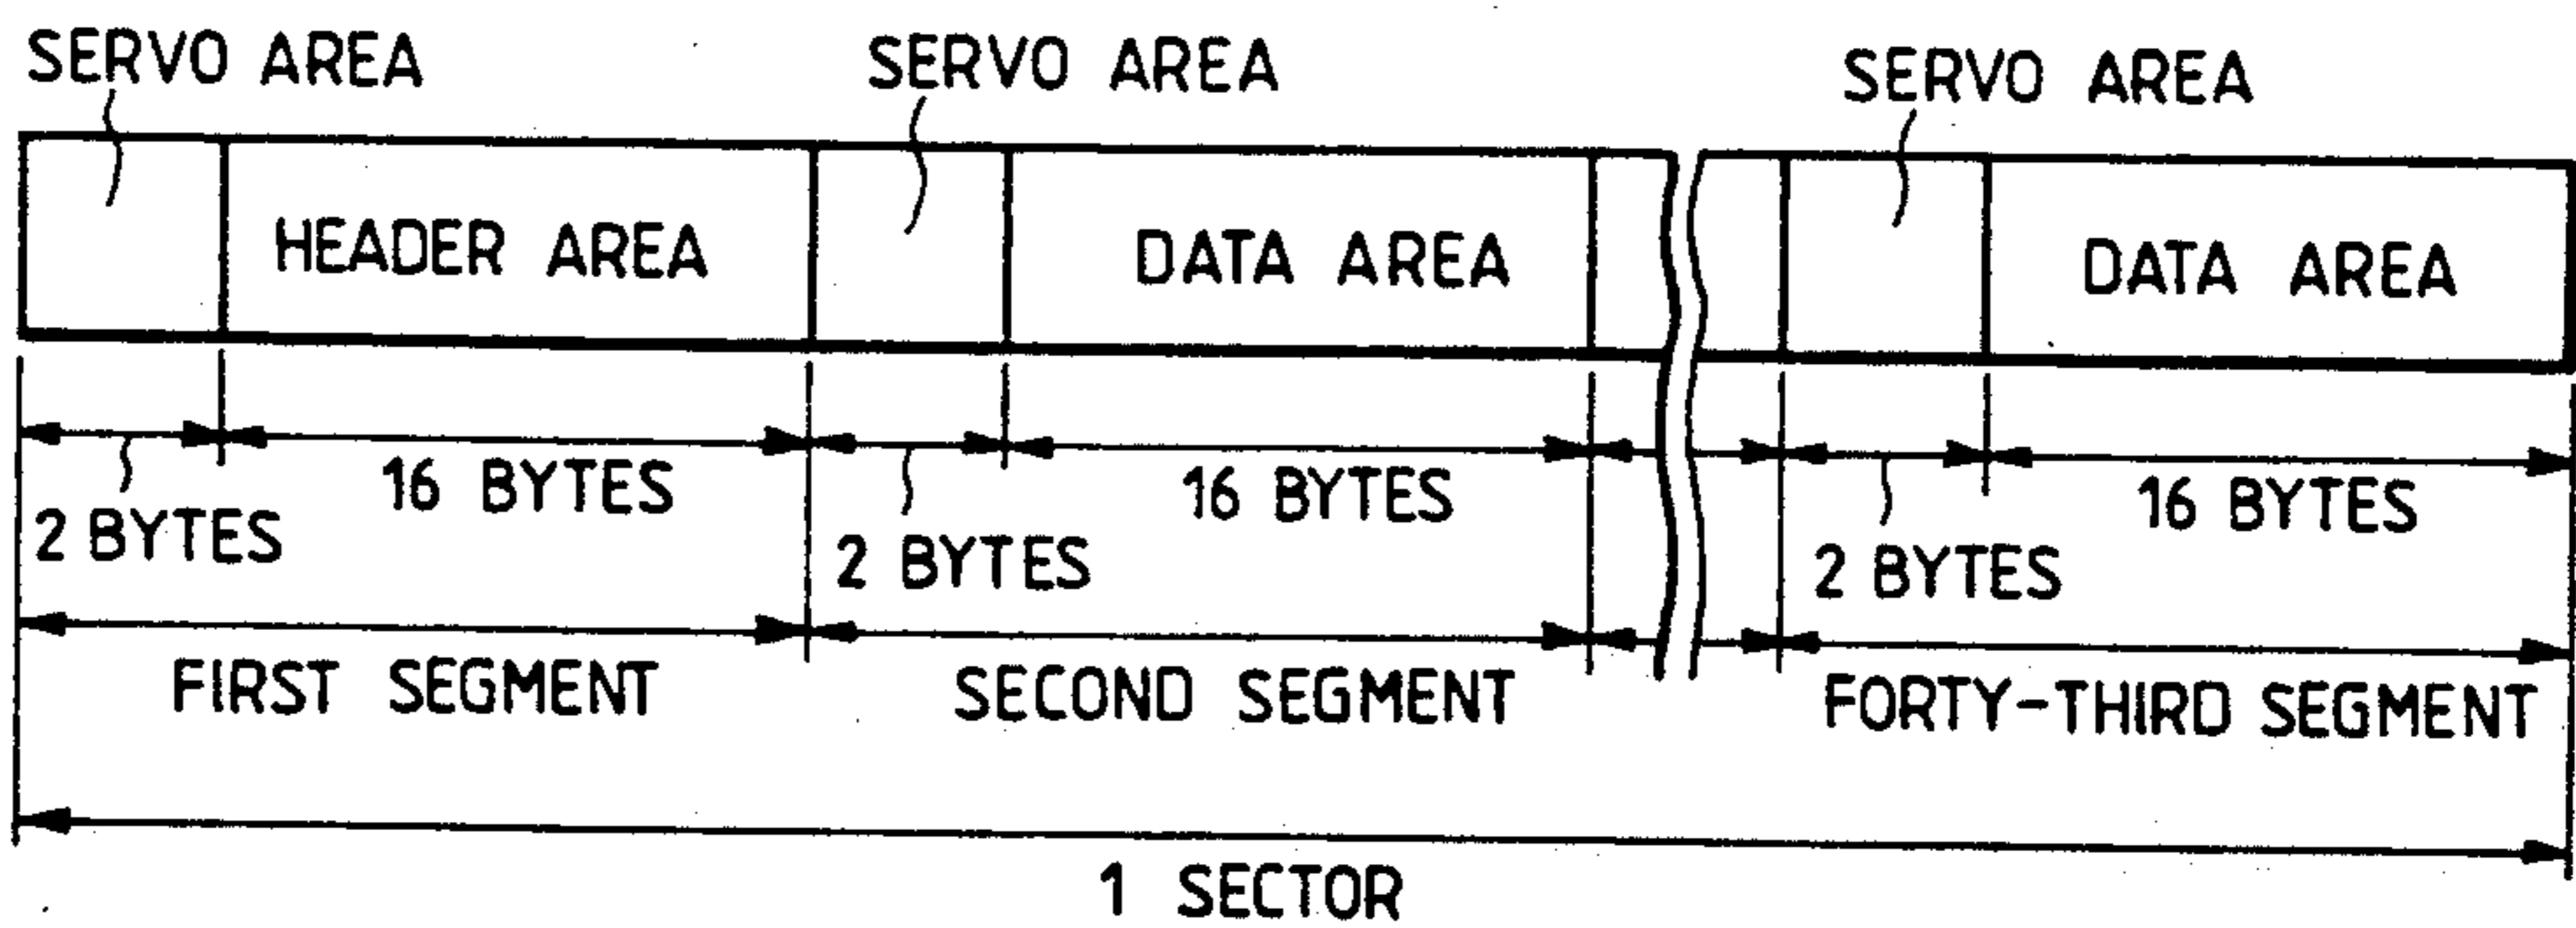 SERVO AREA
SERVO AREA
SERVO AREA
HEADER AREA
DATA AREA
DATA AREA
2 BYTES
16 BYTES
2 BYTES
16 BYTES
2 BYTES
16 BYTES
FIRST SEGMENT
SECOND SEGMENT
FORTY-THIRD SEGMENT
1 SECTOR